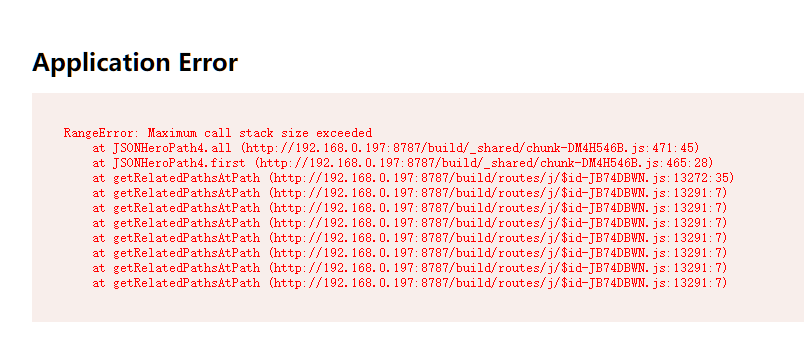 Application Error
RangeError: Maximum call stack size exceeded
at JSONHeroPath4.all (http://192.168.0.197:8787/build/_shared/chunk-DM4H546B.js:471:45)
at JSONHeroPath4.first (http://192.168.0.197:8787/build/_shared/chunk-DM4H546B.js:465:28)
at getRelatedPathsAtPath (http://192.168.0.197:8787/build/routes/j/$id-JB74DBWN.js:13272:35)
at getRelatedPathsAtPath (http://192.168.0.197:8787/build/routes/j/$id-JB74DBWN.js:13291:7)
at getRelatedPathsAtPath (http://192.168.0.197:8787/build/routes/j/$id-JB74DBWN.js:13291:7)
at getRelatedPathsAtPath (http://192.168.0.197:8787/build/routes/j/$id-JB74DBWN.js:13291:7)
at getRelatedPathsAtPath (http://192.168.0.197:8787/build/routes/j/$id-JB74DBWN.js:13291:7)
at getRelatedPathsAtPath (http://192.168.0.197:8787/build/routes/j/$id-JB74DBWN.js:13291:7)
at getRelatedPathsAtPath (http://192.168.0.197:8787/build/routes/j/$id-JB74DBWN.js:13291:7)
at getRelatedPathsAtPath (http://192.168.0.197:8787/build/routes/j/$id-JB74DBWN.js:13291:7)